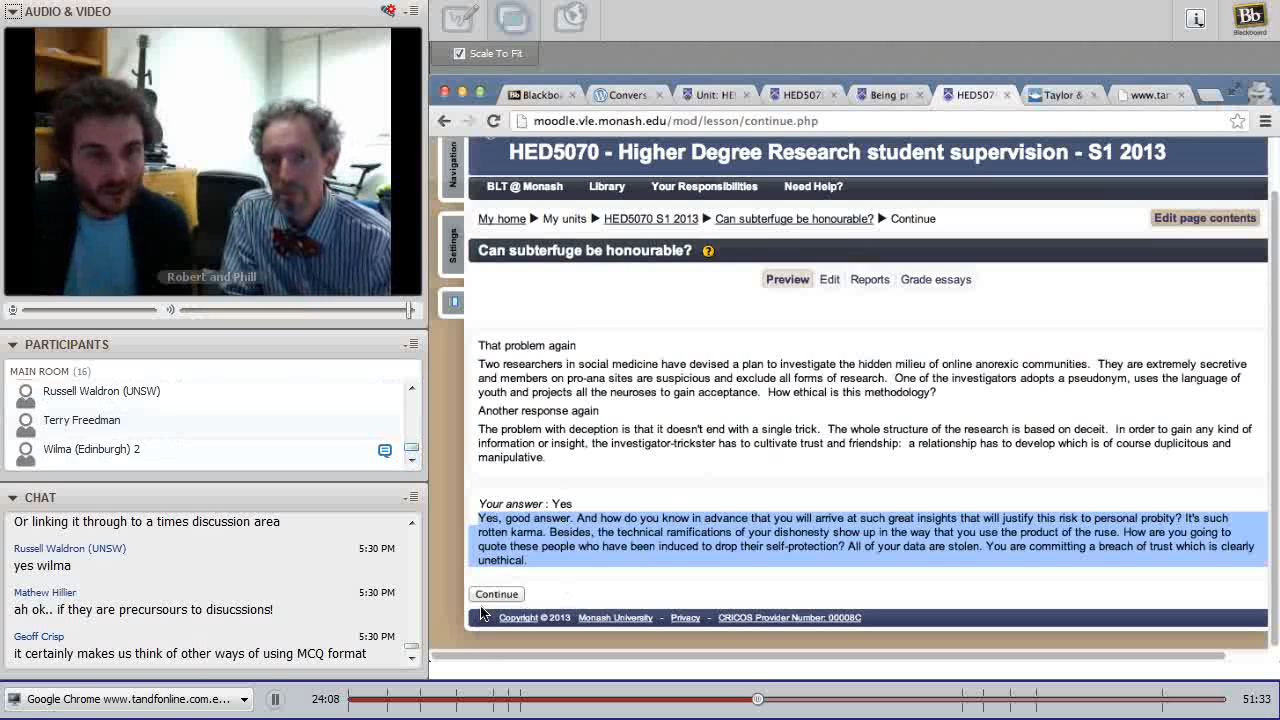 AUDIO & VIDEO
Robert and Phill
PARTICIPANTS
MAIN ROOM (16)
Russell Waldron (UNSW)
Terry Freedman
Wilma (Edinburgh) 2
CHAT
Or linking it through to a times discussion area
Russell Waldron (UNSW) 5:30 PM
yes wilma
Mathew Hillier 5:30 PM
ah ok.. if they are precursours to disucssions!
Geoff Crisp 5:30 PM
it certainly makes us think of other ways of using MCQ format
Google Chrome www.tandfonline.com.e...
24:08
51:33
Bb
Blackboard
Scale To Fit
Bb Blackbo
Convers
Unit: HE
HED507
Being p
HED507
Taylor &
www.tar
moodle.vle.monash.edu/mod/lesson/continue.php
Navigation
Settings
HED5070 - Higher Degree Research student supervision - S1 2013
BLT @ Monash Library Your Responsibilities Need Help?
My home ▶ My units ▶ HED5070 S1 2013 ▶ Can subterfuge be honourable? ▶ Continue
Edit page contents
Can subterfuge be honourable?
Preview Edit Reports Grade essays
That problem again
Two researchers in social medicine have devised a plan to investigate the hidden milieu of online anorexic communities. They are extremely secretive
and members on pro-ana sites are suspicious and exclude all forms of research. One of the investigators adopts a pseudonym, uses the language of
youth and projects all the neuroses to gain acceptance. How ethical is this methodology?
Another response again
The problem with deception is that it doesn't end with a single trick. The whole structure of the research is based on deceit. In order to gain any kind of
information or insight, the investigator-trickster has to cultivate trust and friendship: a relationship has to develop which is of course duplicitous and
manipulative.
Your answer : Yes
Yes, good answer. And how do you know in advance that you will arrive at such great insights that will justify this risk to personal probity? It's such
rotten karma. Besides, the technical ramifications of your dishonesty show up in the way that you use the product of the ruse. How are you going to
quote these people who have been induced to drop their self-protection? All of your data are stolen. You are committing a breach of trust which is clearly
unethical.
Continue
Copyright © 2013 Monash University - Privacy - CRICOS Provider Number: 00008C